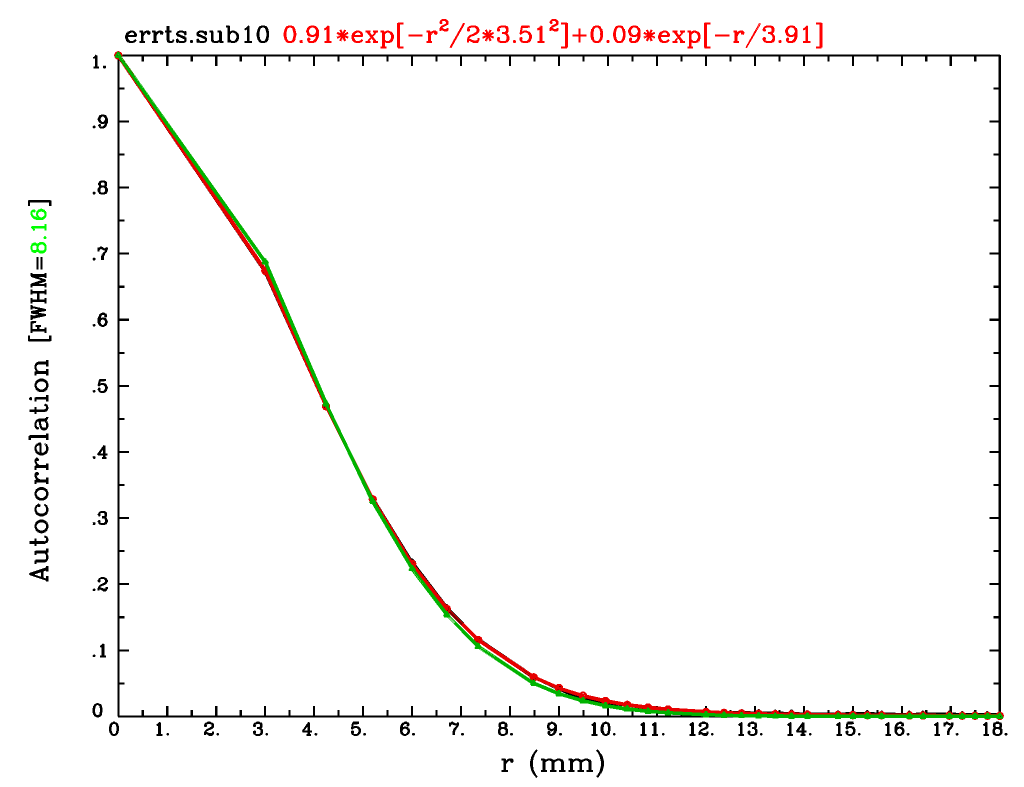 errts.sub10 0.91*exp[-r²/2*3.51²]+0.09*exp[-r/3.91]
Autocorrelation [FWHM=8.16]
1.
.9
.8
.7
.6
.5
.4
.3
.2
.1
0
0 1. 2. 3. 4. 5. 6. 7. 8. 9. 10. 11. 12. 13. 14. 15. 16. 17. 18.
r (mm)